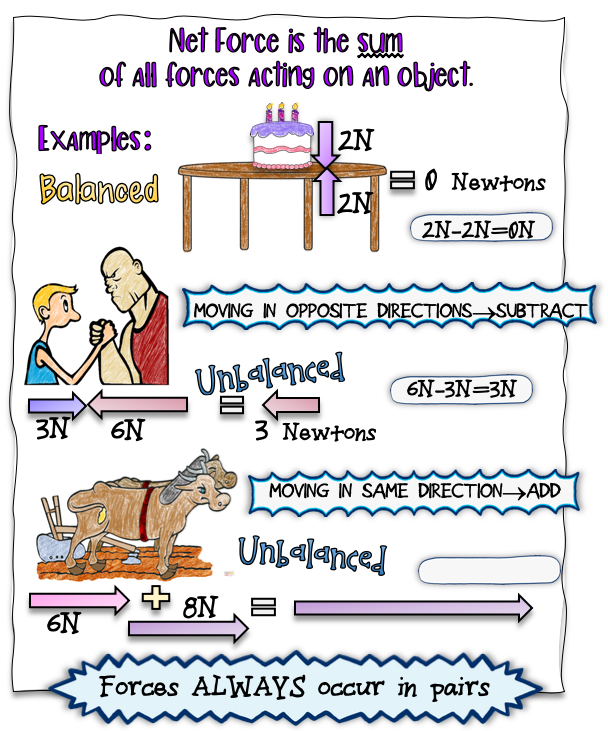 Net Force is the sum
of all forces acting on an object.
Examples:
2N
Balanced
= 0 Newtons
2N
2N-2N=0N
MOVING IN OPPOSITE DIRECTIONS→SUBTRACT
Unbalanced
6N-3N=3N
=
3N
6N
3 Newtons
MOVING IN SAME DIRECTION→ADD
Unbalanced
6N
+
8N
=
Forces ALWAYS occur in pairs